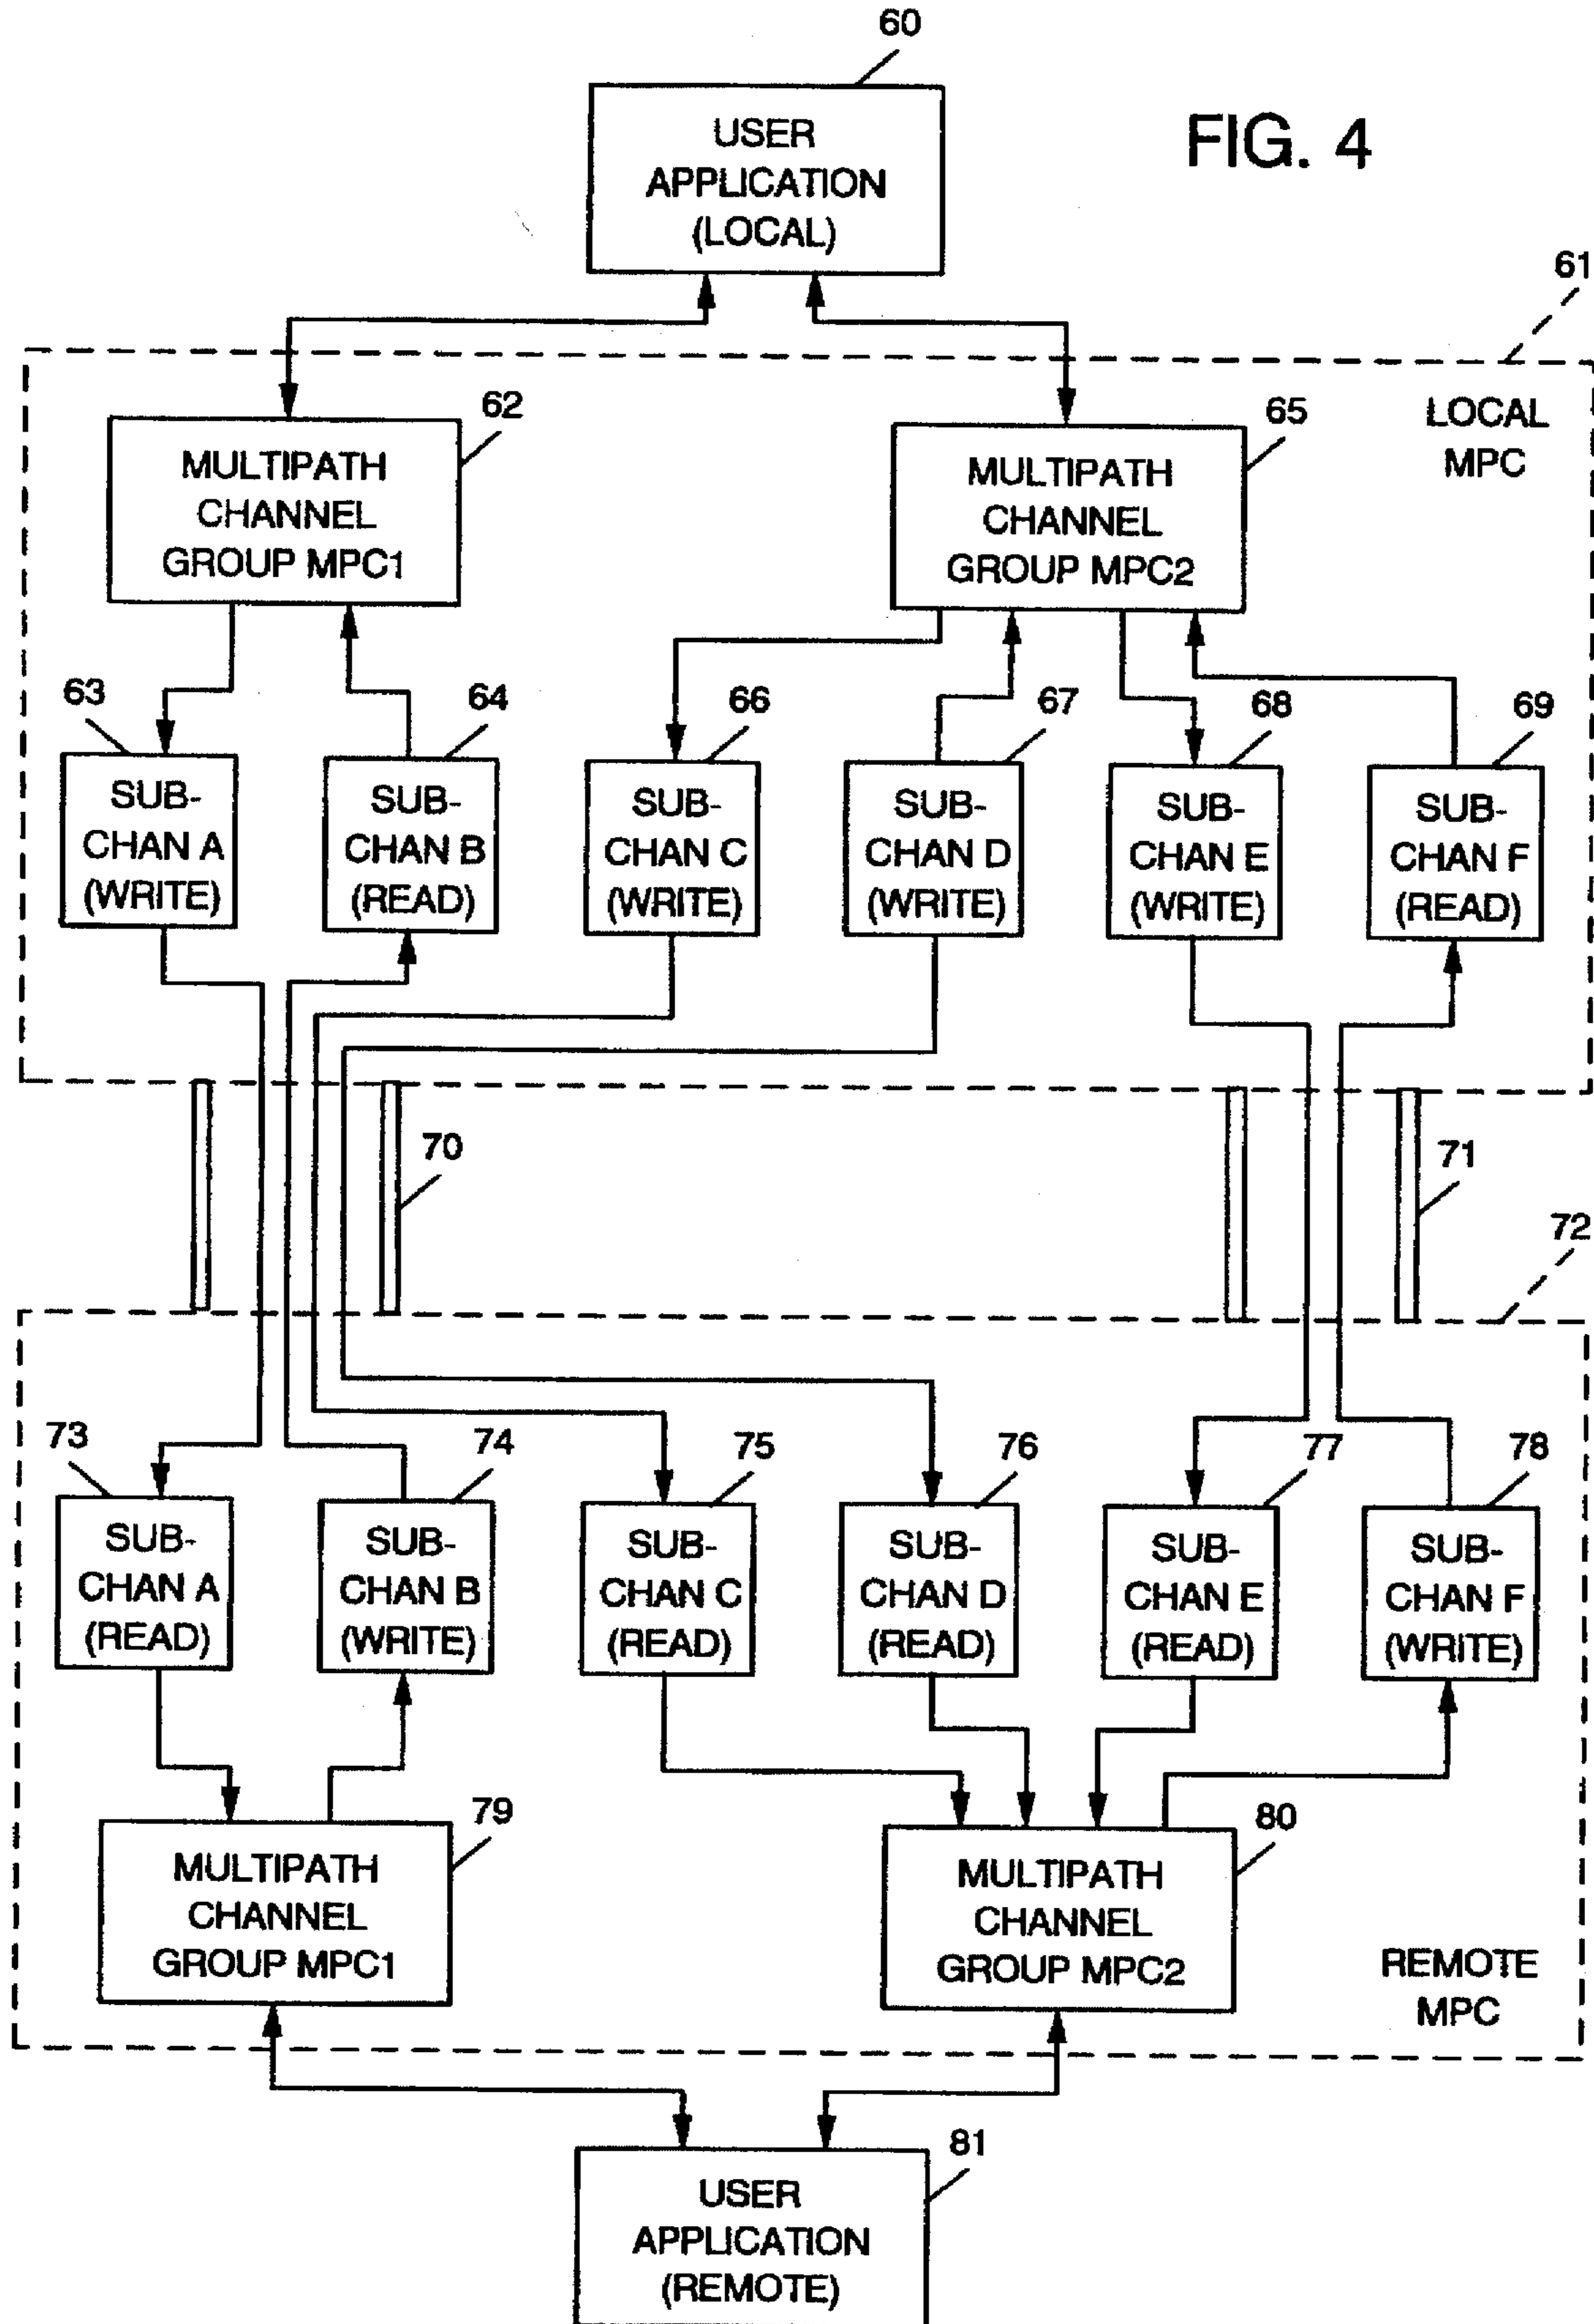 60
USER
APPLICATION
(LOCAL)
FIG. 4
61
LOCAL
MPC
62
MULTIPATH
CHANNEL
GROUP MPC1
65
MULTIPATH
CHANNEL
GROUP MPC2
63
SUB-
CHAN A
(WRITE)
64
SUB-
CHAN B
(READ)
66
SUB-
CHAN C
(WRITE)
67
SUB-
CHAN D
(WRITE)
68
SUB-
CHAN E
(WRITE)
69
SUB-
CHAN F
(READ)
70
71
72
73
SUB-
CHAN A
(READ)
74
SUB-
CHAN B
(WRITE)
75
SUB-
CHAN C
(READ)
76
SUB-
CHAN D
(READ)
77
SUB-
CHAN E
(READ)
78
SUB-
CHAN F
(WRITE)
79
MULTIPATH
CHANNEL
GROUP MPC1
80
MULTIPATH
CHANNEL
GROUP MPC2
REMOTE
MPC
81
USER
APPLICATION
(REMOTE)